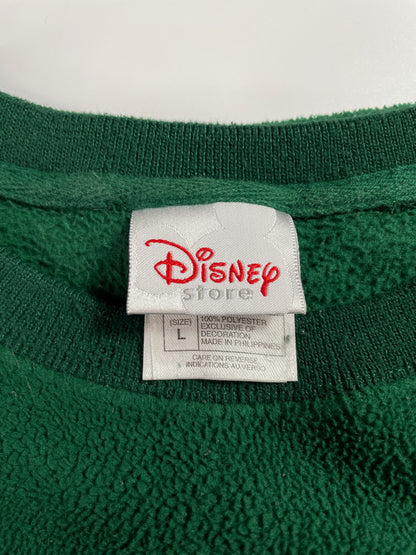 Disney
store
(SIZE)
L
100% POLYESTER
EXCLUSIVE OF
DECORATION
MADE IN PHILIPPINES
CARE ON REVERSE
INDICATIONS AU VERSO